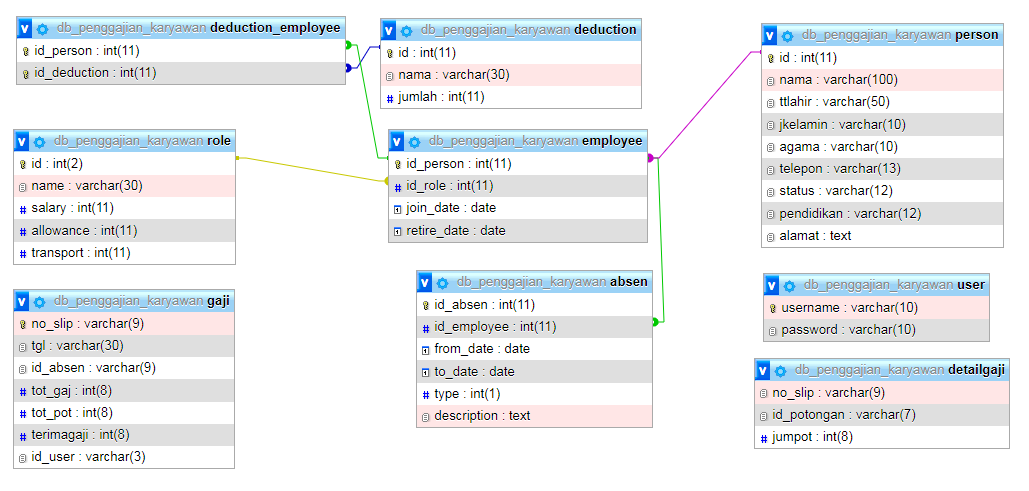 db_penggajian_karyawan deduction_employee
id_person : int(11)
id_deduction : int(11)
db_penggajian_karyawan deduction
id : int(11)
nama : varchar(30)
jumlah : int(11)
db_penggajian_karyawan person
id : int(11)
nama : varchar(100)
ttlahir : varchar(50)
jkelamin : varchar(10)
agama : varchar(10)
telepon : varchar(13)
status : varchar(12)
pendidikan : varchar(12)
alamat : text
db_penggajian_karyawan role
id : int(2)
name : varchar(30)
salary : int(11)
allowance : int(11)
transport : int(11)
db_penggajian_karyawan employee
id_person : int(11)
id_role : int(11)
join_date : date
retire_date : date
db_penggajian_karyawan gaji
no_slip : varchar(9)
tgl : varchar(30)
id_absen : varchar(9)
tot_gaj : int(8)
tot_pot : int(8)
terimagaji : int(8)
id_user : varchar(3)
db_penggajian_karyawan absen
id_absen : int(11)
id_employee : int(11)
from_date : date
to_date : date
type : int(1)
description : text
db_penggajian_karyawan user
username : varchar(10)
password : varchar(10)
db_penggajian_karyawan detailgaji
no_slip : varchar(9)
id_potongan : varchar(7)
jumpot : int(8)